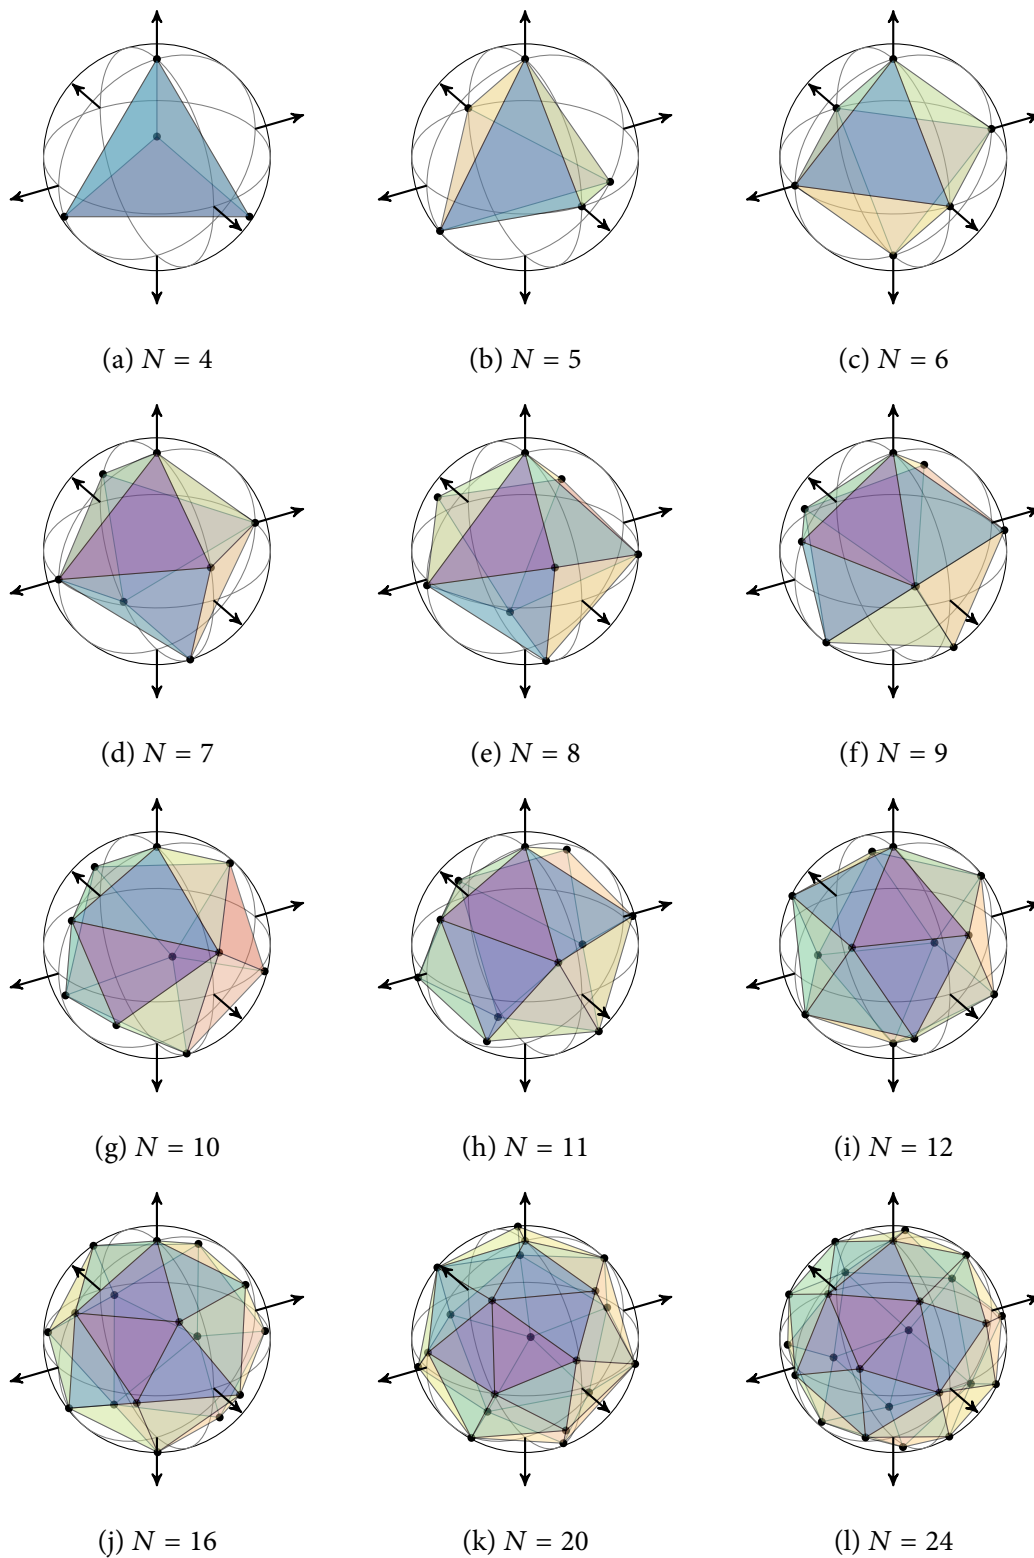 (a) N = 4
(b) N = 5
(c) N = 6
(d) N = 7
(e) N = 8
(f) N = 9
(g) N = 10
(h) N = 11
(i) N = 12
(j) N = 16
(k) N = 20
(l) N = 24